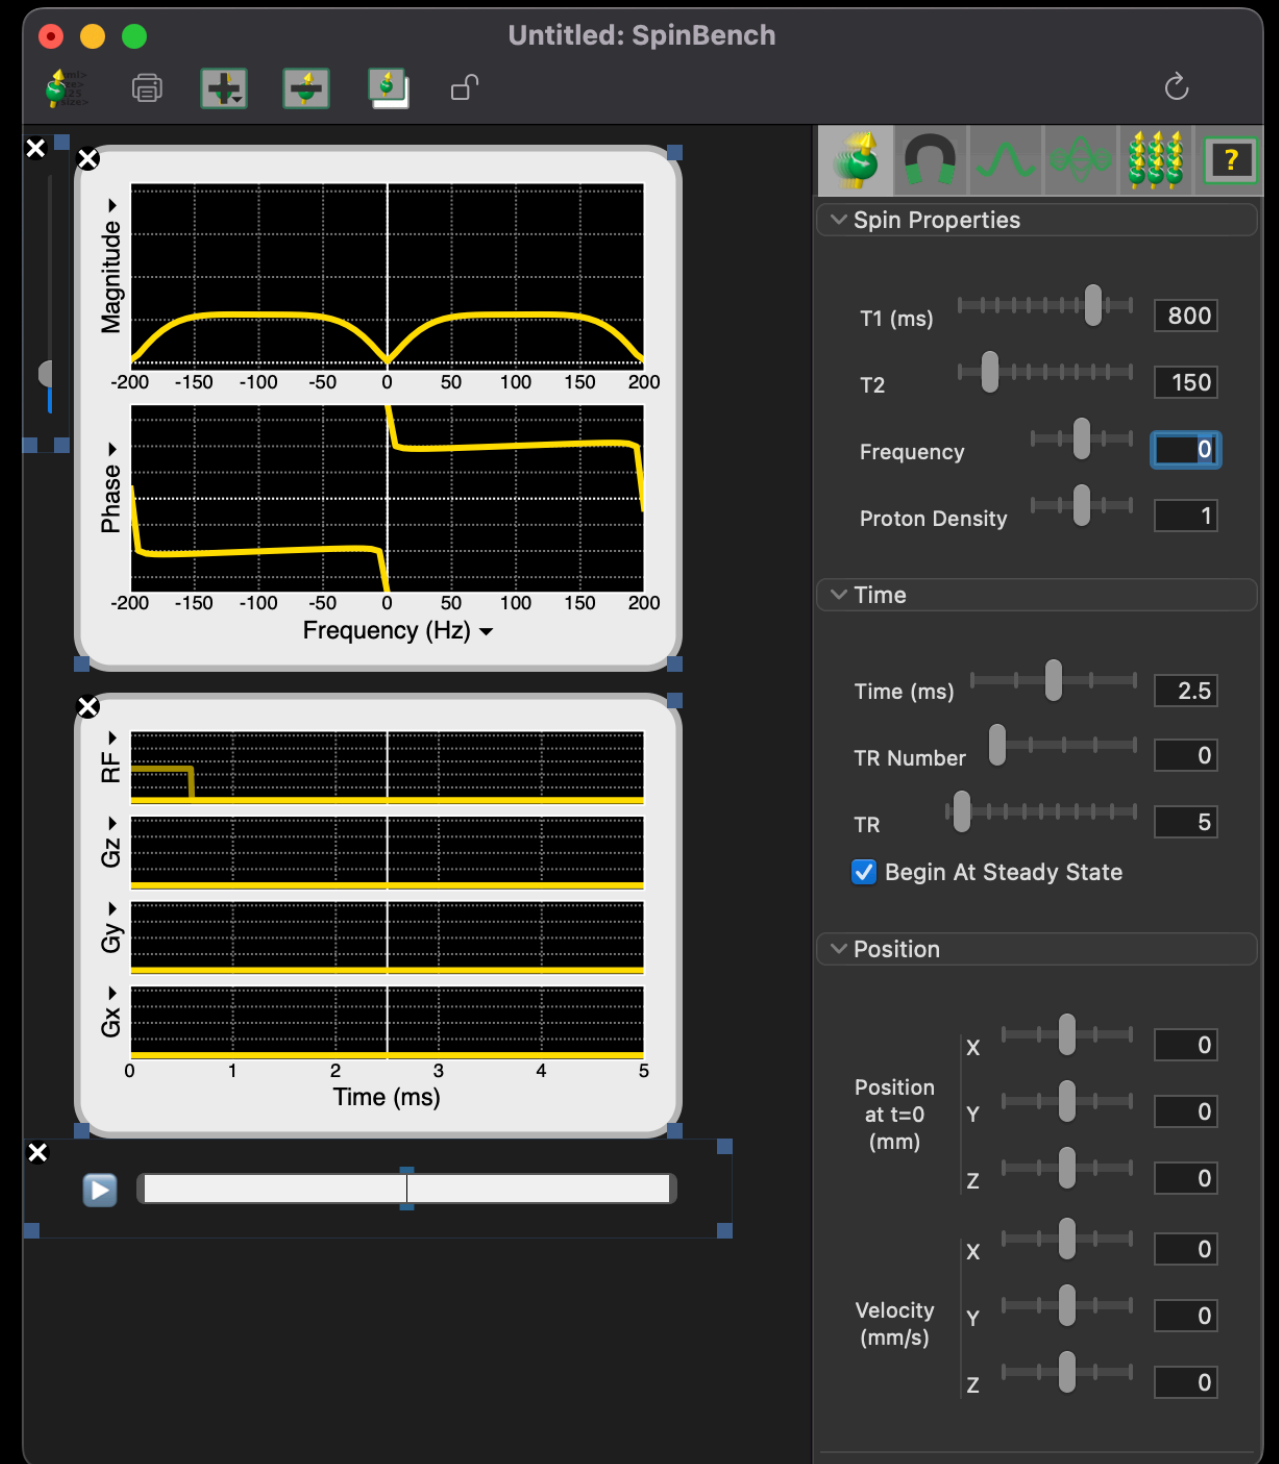 Untitled: SpinBench
?
Magnitude
-200 -150 -100 -50 0 50 100 150 200
Phase
-200 -150 -100 -50 0 50 100 150 200
Frequency (Hz)
RF
Gz
Gy
Gx
0 1 2 3 4 5
Time (ms)
Spin Properties
T1 (ms) 800
T2 150
Frequency 0
Proton Density 1
Time
Time (ms) 2.5
TR Number 0
TR 5
Begin At Steady State
Position
Position
at t=0
(mm)
X 0
Y 0
Z 0
Velocity
(mm/s)
X 0
Y 0
Z 0